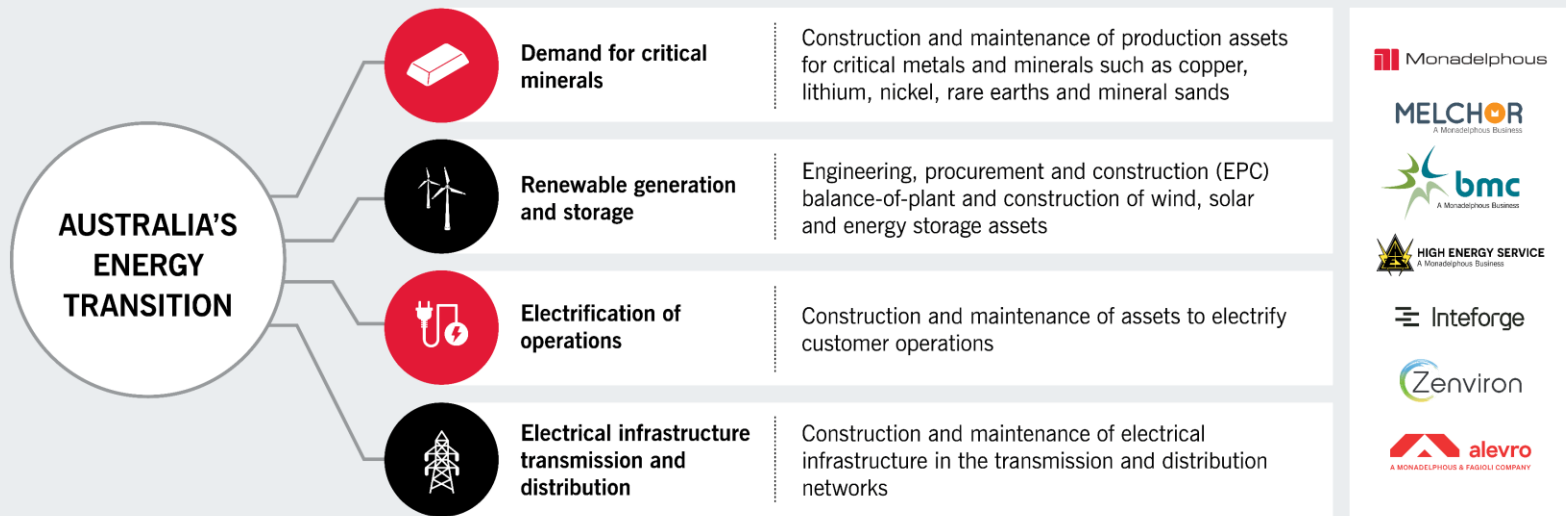 AUSTRALIA'S
ENERGY
TRANSITION
Demand for critical
minerals
Construction and maintenance of production assets
for critical metals and minerals such as copper,
lithium, nickel, rare earths and mineral sands
Renewable generation
and storage
Engineering, procurement and construction (EPC)
balance-of-plant and construction of wind, solar
and energy storage assets
Electrification of
operations
Construction and maintenance of assets to electrify
customer operations
Electrical infrastructure
transmission and
distribution
Construction and maintenance of electrical
infrastructure in the transmission and distribution
networks
Monadelphous
MELCHOR
A Monadelphous Business
bmc
A Monadelphous Business
HIGH ENERGY SERVICE
A Monadelphous Business
Inteforge
Zenviron
alevro
A MONADELPHOUS & FAGIOLI COMPANY